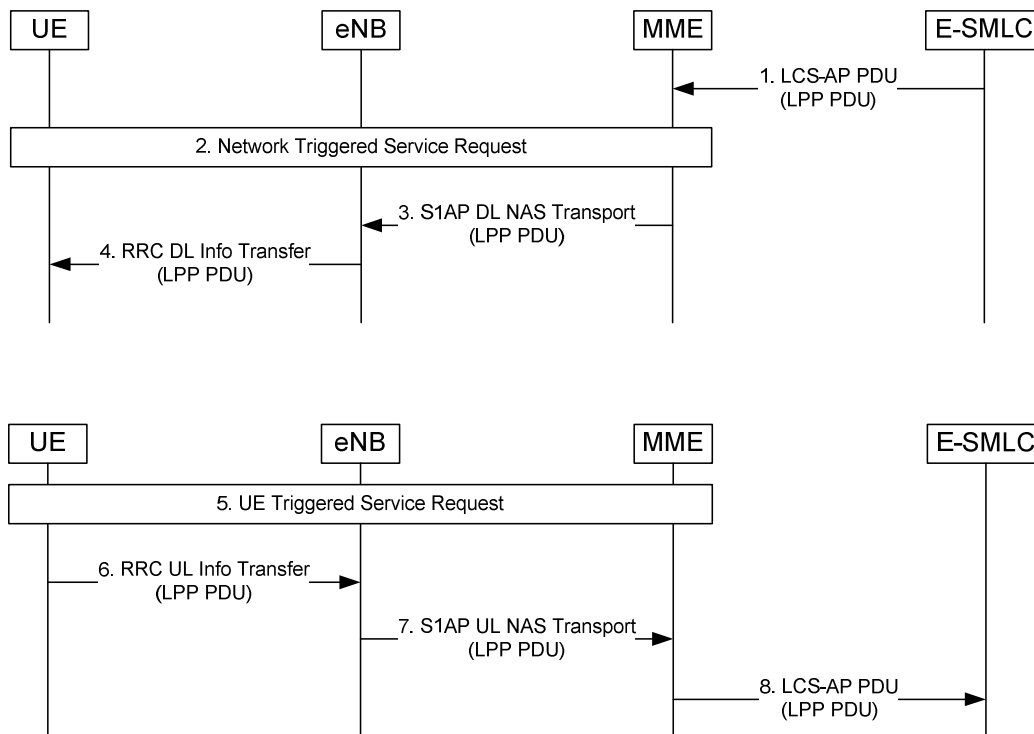 UE eNB MME E-SMLC
1. LCS-AP PDU
(LPP PDU)
2. Network Triggered Service Request
3. S1AP DL NAS Transport
(LPP PDU)
4. RRC DL Info Transfer
(LPP PDU)
UE eNB MME E-SMLC
5. UE Triggered Service Request
6. RRC UL Info Transfer
(LPP PDU)
7. S1AP UL NAS Transport
(LPP PDU)
8. LCS-AP PDU
(LPP PDU)